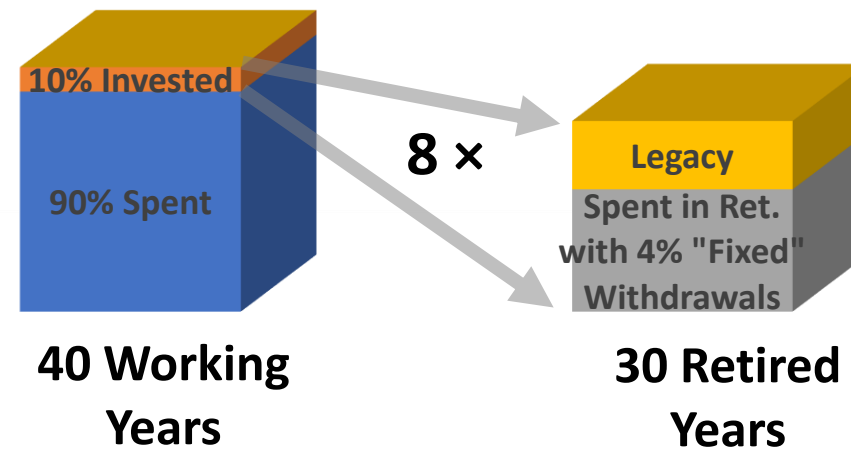 10% Invested
90% Spent
40 Working
Years
8 ×
Legacy
Spent in Ret.
with 4% "Fixed"
Withdrawals
30 Retired
Years